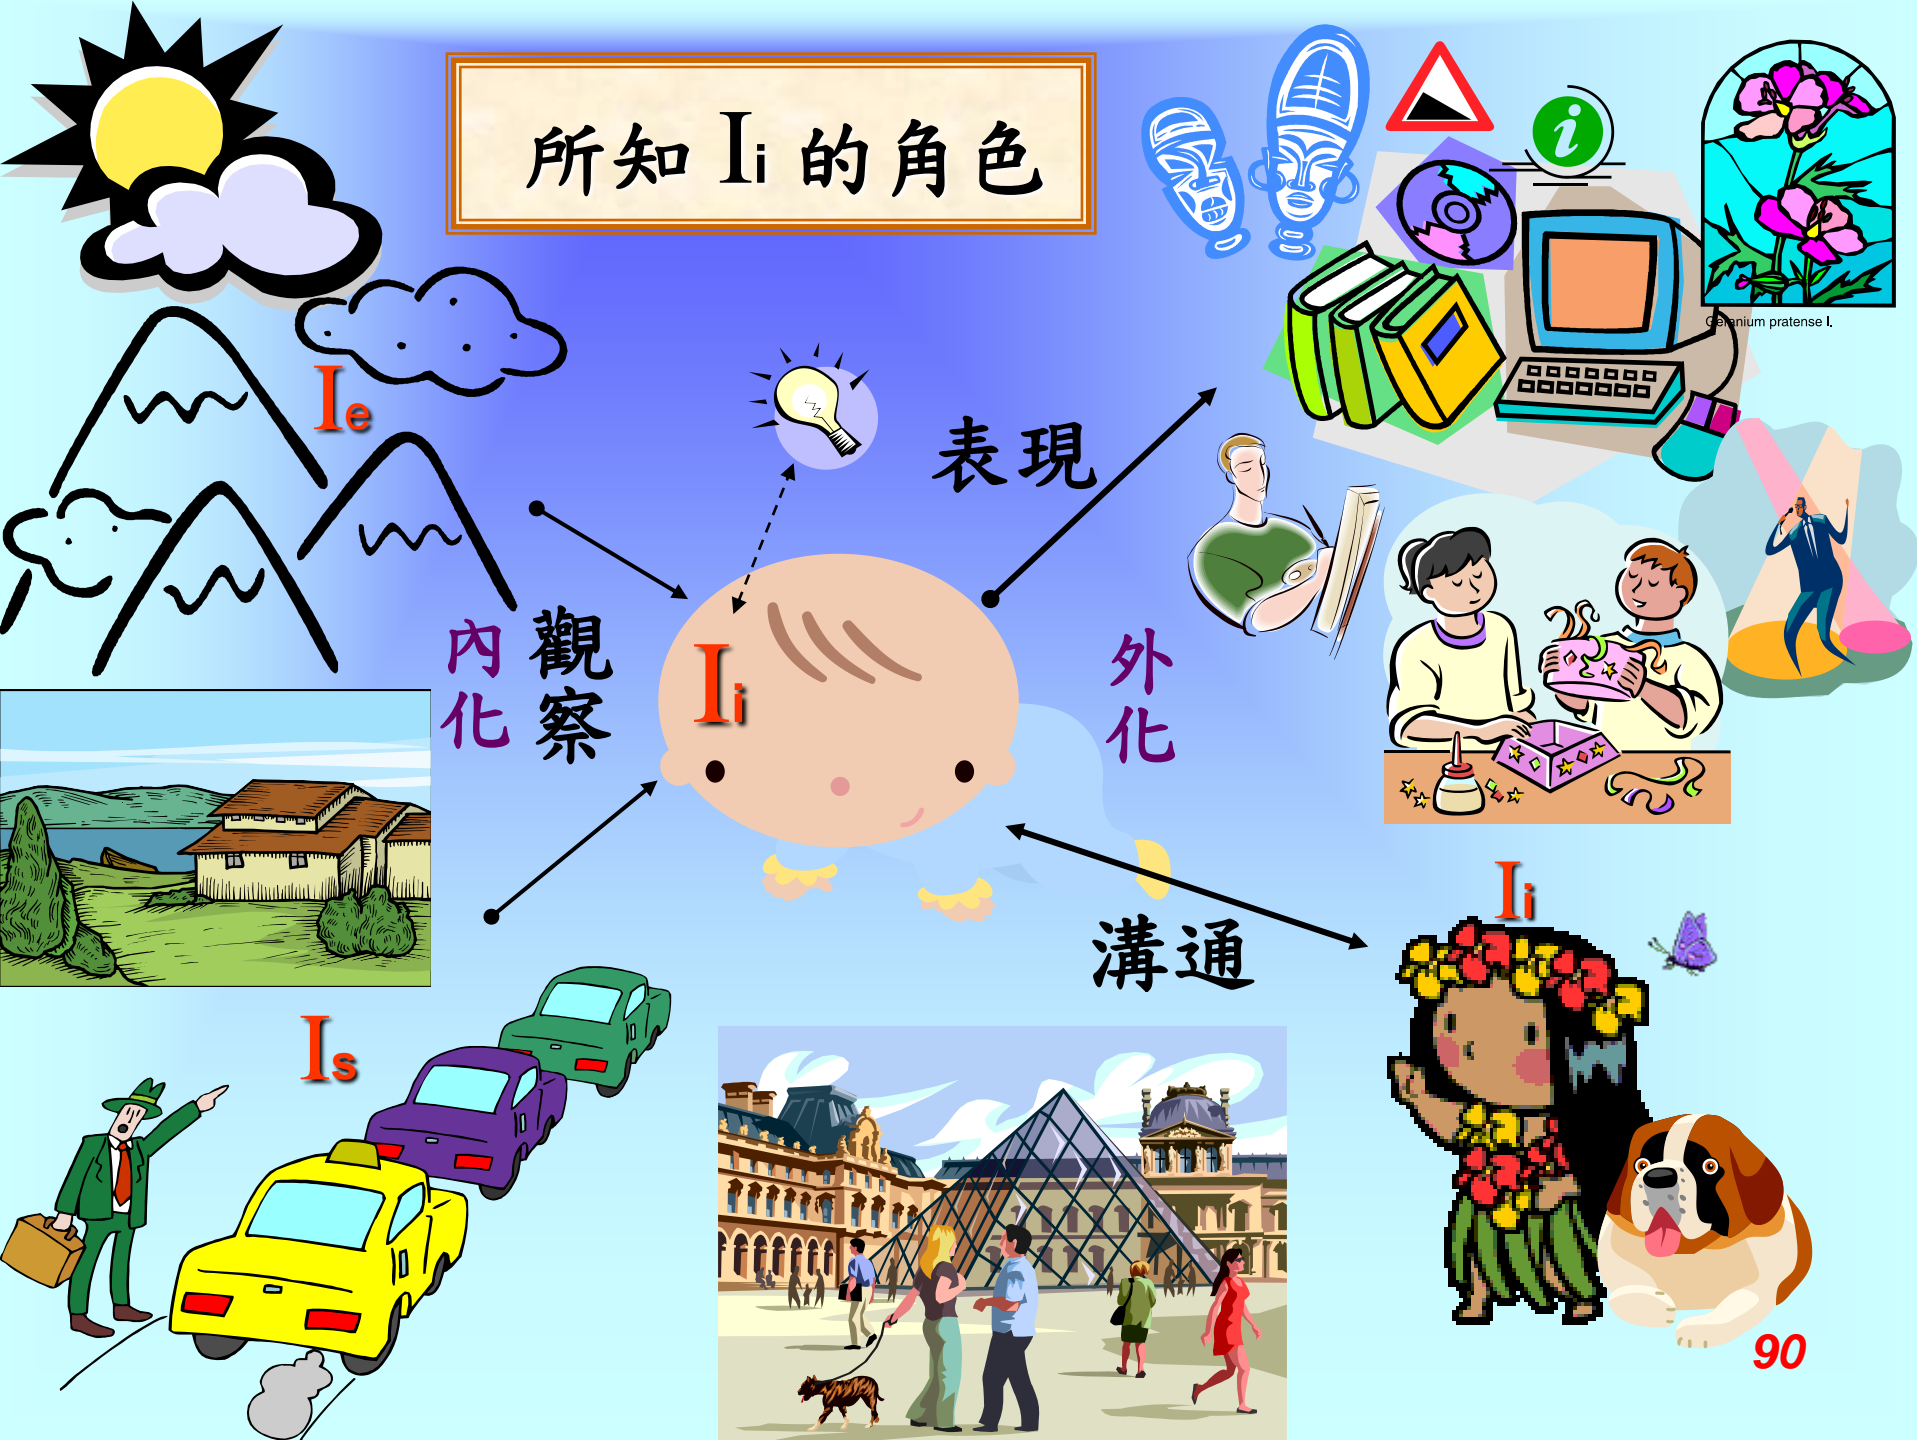 所知 Ii 的角色
Geranium pratense l.
Ie
表現
內化
觀察
Ii
外化
Ii
溝通
Is
i
90